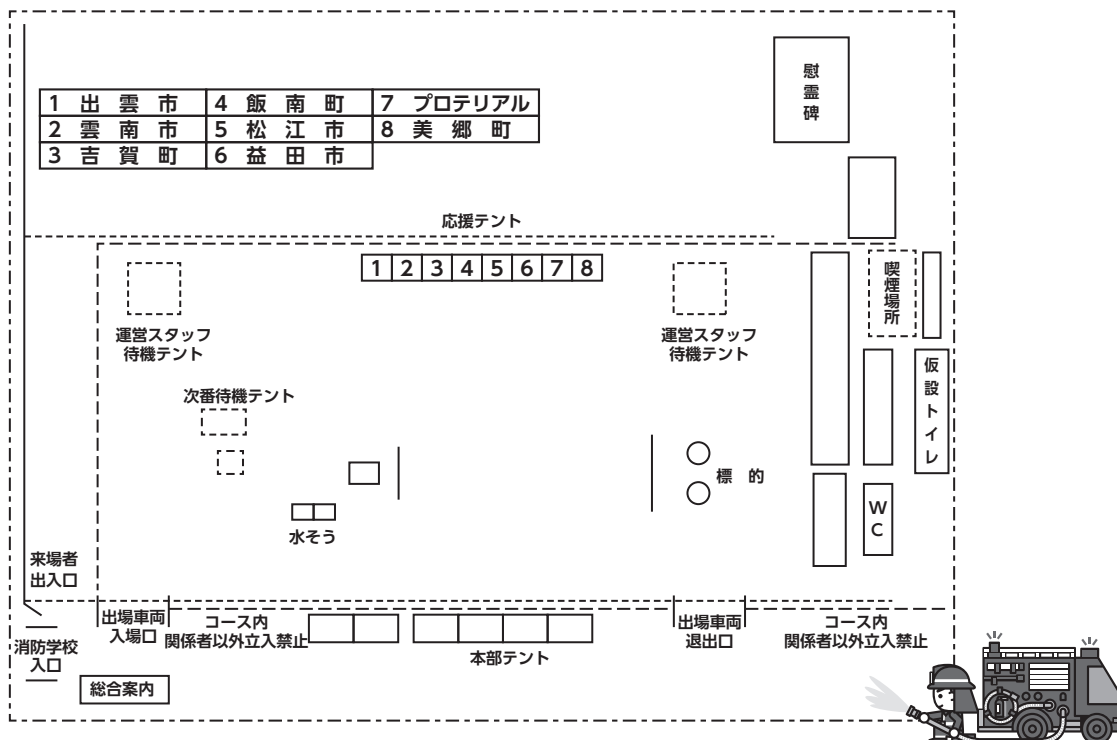 慰霊碑
1 出雲市 4 飯南町 7 プロテリアル
2 雲南市 5 松江市 8 美郷町
3 吉賀町 6 益田市
応援テント
1 2 3 4 5 6 7 8
喫煙場所
運営スタッフ
待機テント
運営スタッフ
待機テント
仮設トイレ
次番待機テント
標的
WC
水そう
来場者
出入口
出場車両
入場口
コース内
関係者以外立入禁止
出場車両
退出口
コース内
関係者以外立入禁止
消防学校
入口
本部テント
総合案内